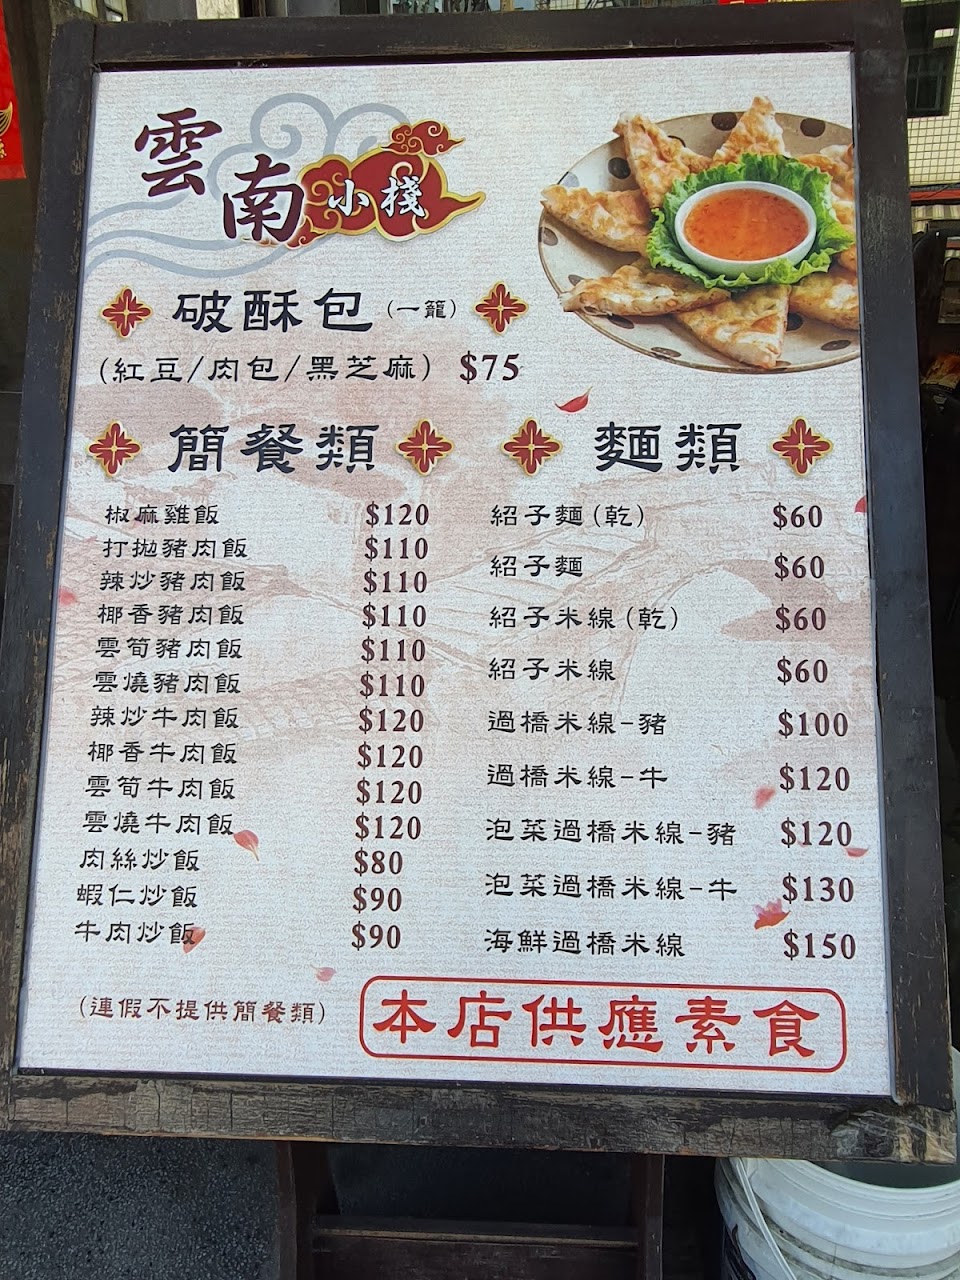 雲南小棧
破酥包(一籠)
(紅豆/肉包/黑芝麻) $75
簡餐類
椒麻雞飯 $120
打拋豬肉飯 $110
辣炒豬肉飯 $110
椰香豬肉飯 $110
雲筍豬肉飯 $110
雲燒豬肉飯 $110
辣炒牛肉飯 $120
椰香牛肉飯 $120
雲筍牛肉飯 $120
雲燒牛肉飯 $120
肉絲炒飯 $80
蝦仁炒飯 $90
牛肉炒飯 $90
(連假不提供簡餐類)
麵類
紹子麵(乾) $60
紹子麵 $60
紹子米線(乾) $60
紹子米線 $60
過橋米線-豬 $100
過橋米線-牛 $120
泡菜過橋米線-豬 $120
泡菜過橋米線-牛 $130
海鮮過橋米線 $150
本店供應素食